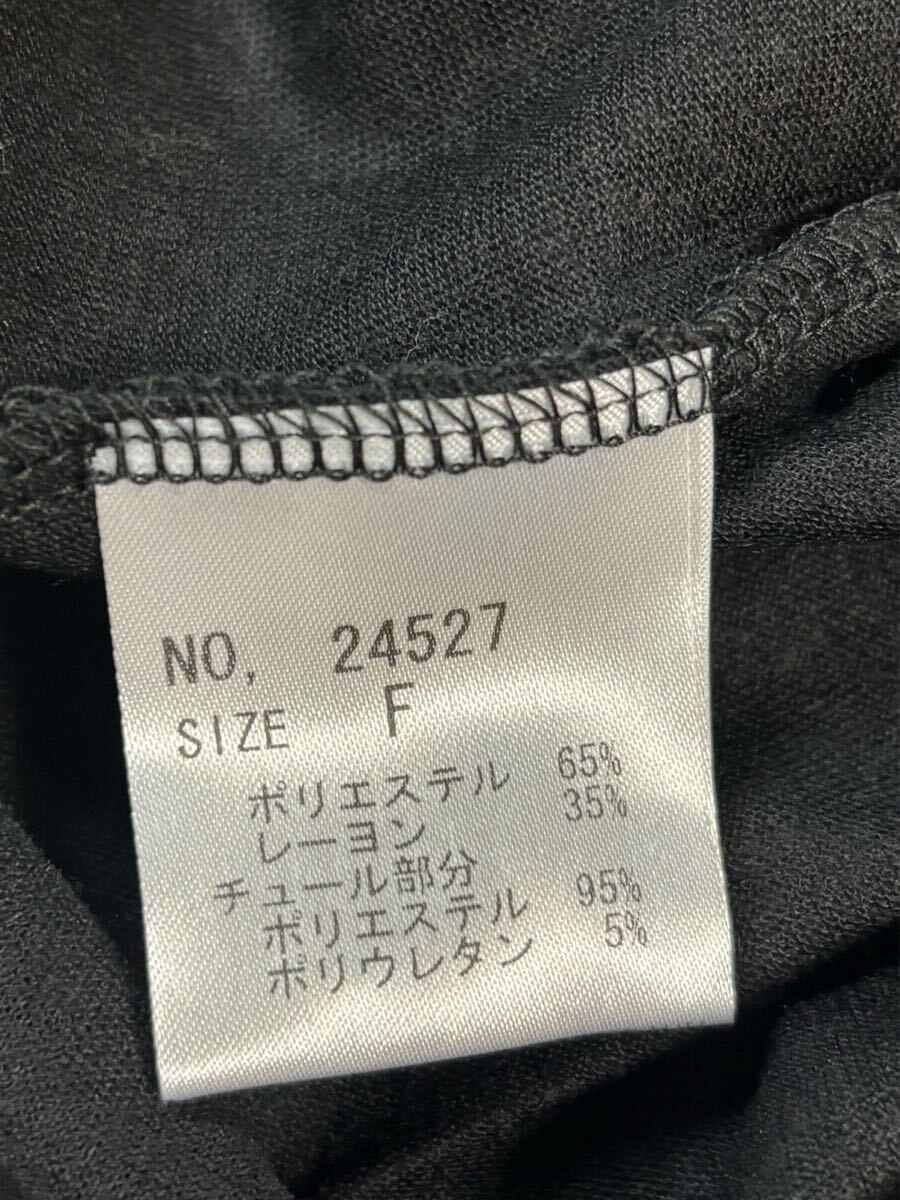 NO, 24527
SIZE F
ポリエステル 65%
レーヨン 35%
チュール部分
ポリエステル 95%
ポリウレタン 5%